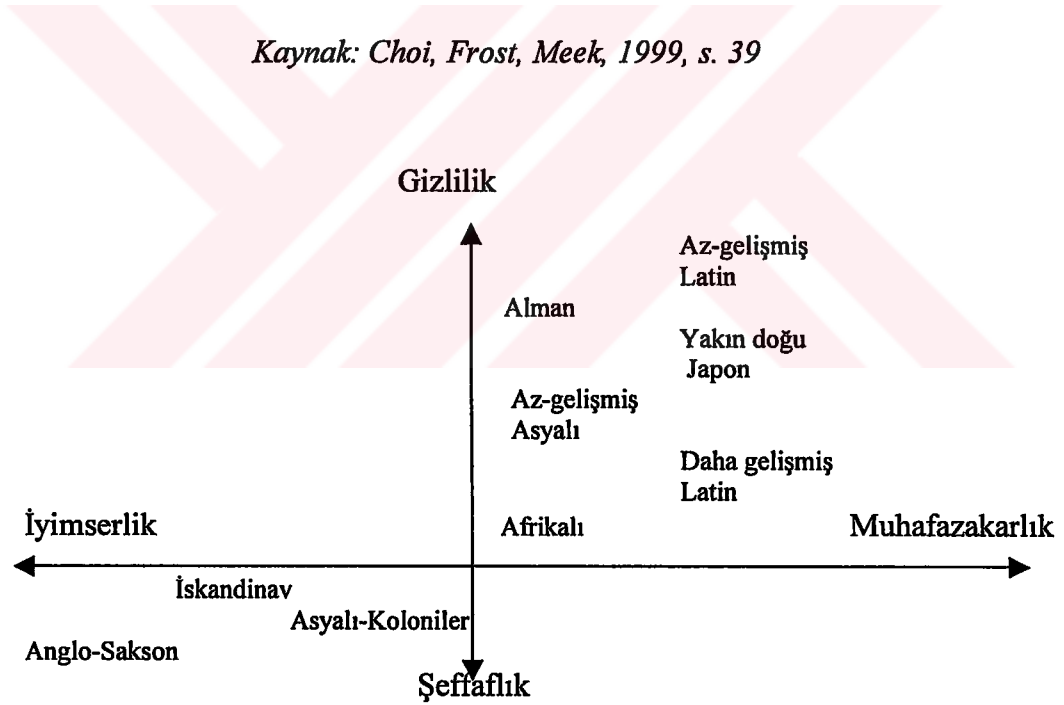 Kaynak: Choi, Frost, Meek, 1999, s. 39
Gizlilik
Az-gelişmiş
Latin
Alman
Yakın doğu
Japon
Az-gelişmiş
Asyalı
Daha gelişmiş
Latin
İyimserlik
Afrikalı
Muhafazakarlık
İskandinav
Asyalı-Koloniler
Anglo-Sakson
Şeffaflık